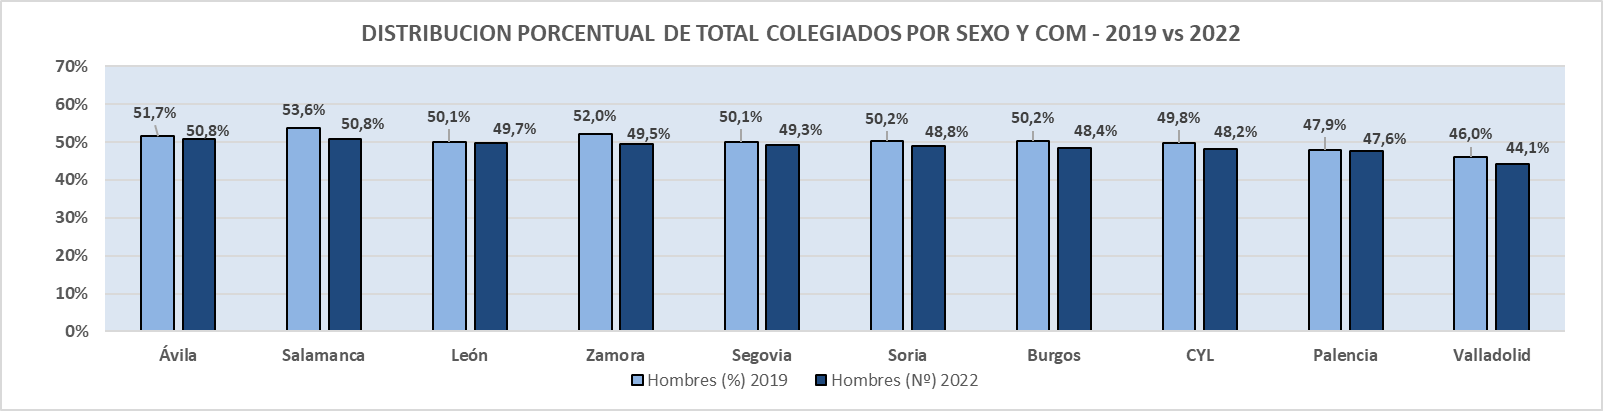 DISTRIBUCION PORCENTUAL DE TOTAL COLEGIADOS POR SEXO Y COM - 2019 vs 2022
70%
60%
50%
40%
30%
20%
10%
0%
51,7% 50,8% 53,6% 50,8% 50,1% 49,7% 52,0% 49,5% 50,1% 49,3% 50,2% 48,8% 50,2% 48,4% 49,8% 48,2% 47,9% 47,6% 46,0% 44,1%
Ávila Salamanca León Zamora Segovia Soria Burgos CYL Palencia Valladolid
Hombres (%) 2019 Hombres (Nº) 2022